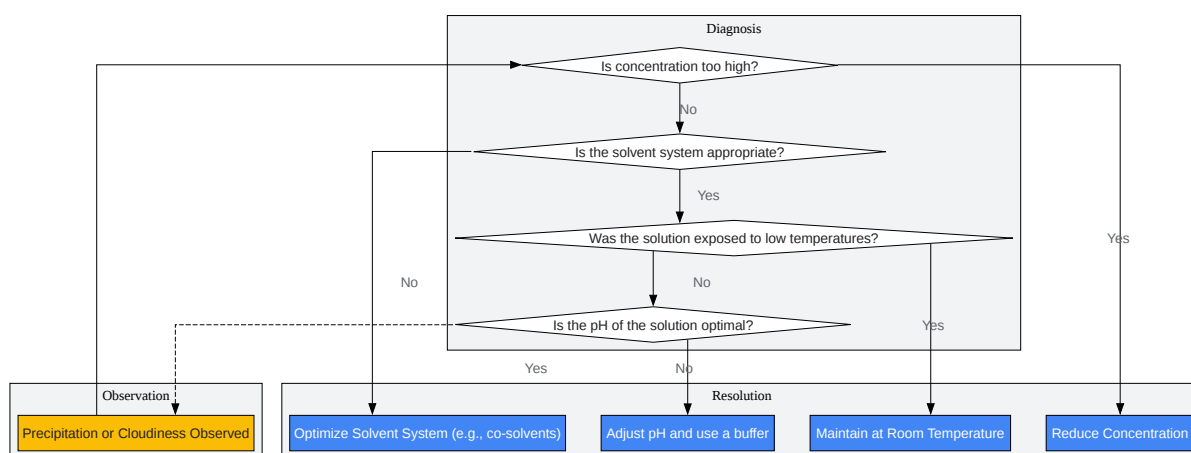 Diagnosis
Is concentration too high?
No
Is the solvent system appropriate?
Yes
Was the solution exposed to low temperatures?
Yes
No
No
Is the pH of the solution optimal?
Yes
Yes
No
Observation
Resolution
Precipitation or Cloudiness Observed
Optimize Solvent System (e.g., co-solvents)
Adjust pH and use a buffer
Maintain at Room Temperature
Reduce Concentration